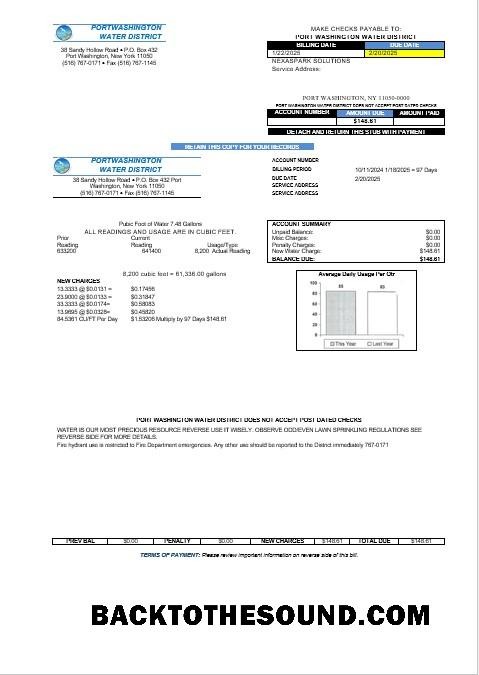 PORTWASHINGTON
WATER DISTRICT
38 Sandy Hollow Road • P.O. Box 432
Port Washington, New York 11050
(516) 767-0171 • Fax (516) 767-1145
MAKE CHECKS PAYABLE TO:
PORT WASHINGTON WATER DISTRICT
BILLING DATE DUE DATE
1/22/2025 2/20/2025
NEXASPARK SOLUTIONS
Service Address:
PORT WASHINGTON, NY 11050-0000
PORT WASHINGTON WATER DISTRICT DOES NOT ACCEPT POST DATED CHECKS
ACCOUNT NUMBER AMOUNT DUE AMOUNT PAID
$148.61
DETACH AND RETURN THIS STUB WITH PAYMENT
RETAIN THIS COPY FOR YOUR RECORDS
PORTWASHINGTON
WATER DISTRICT
38 Sandy Hollow Road • P.O. Box 432 Port
Washington, New York 11050
(516) 767-0171 • Fax (516) 767-1145
ACCOUNT NUMBER
BILLING PERIOD 10/11/2024 1/18/2025 = 97 Days
DUE DATE 2/20/2025
SERVICE ADDRESS
SERVICE ADDRESS
Cubic Foot of Water 7.48 Gallons
ALL READINGS AND USAGE ARE IN CUBIC FEET.
Prior Current
Reading Reading Usage/Type
633200 641400 8,200 Actual Reading
8,200 cubic foot = 61,336.00 gallons
NEW CHARGES
13.3333 @ $0.0131 = $0.17456
23.9000 @ $0.0133 = $0.31847
33.3333 @ $0.0174= $0.58083
13.9695 @ $0.0328= $0.45820
84.5361 CU/FT Per Day $1.53206 Multiply by 97 Days $148.61
ACCOUNT SUMMARY
Unpaid Balance: $0.00
Misc Charges: $0.00
Penalty Charges: $0.00
New Water Charge: $148.61
BALANCE DUE: $148.61
Average Daily Usage Per Qtr
100
80
60
40
20
0
This Year Last Year
PORT WASHINGTON WATER DISTRICT DOES NOT ACCEPT POST DATED CHECKS
WATER IS OUR MOST PRECIOUS RESOURCE REVERSE USE IT WISELY. OBSERVE ODD/EVEN LAWN SPRINKLING REGULATIONS SEE
REVERSE SIDE FOR MORE DETAILS.
Fire hydrant use is restricted to Fire Department emergencies. Any other use should be reported to the District immediately 767-0171
PREV BAL $0.00 PENALTY $0.00 NEW CHARGES $148.61 TOTAL DUE $148.61
TERMS OF PAYMENT: Please review important information on reverse side of this bill.
BACKTOTHESOUND.COM